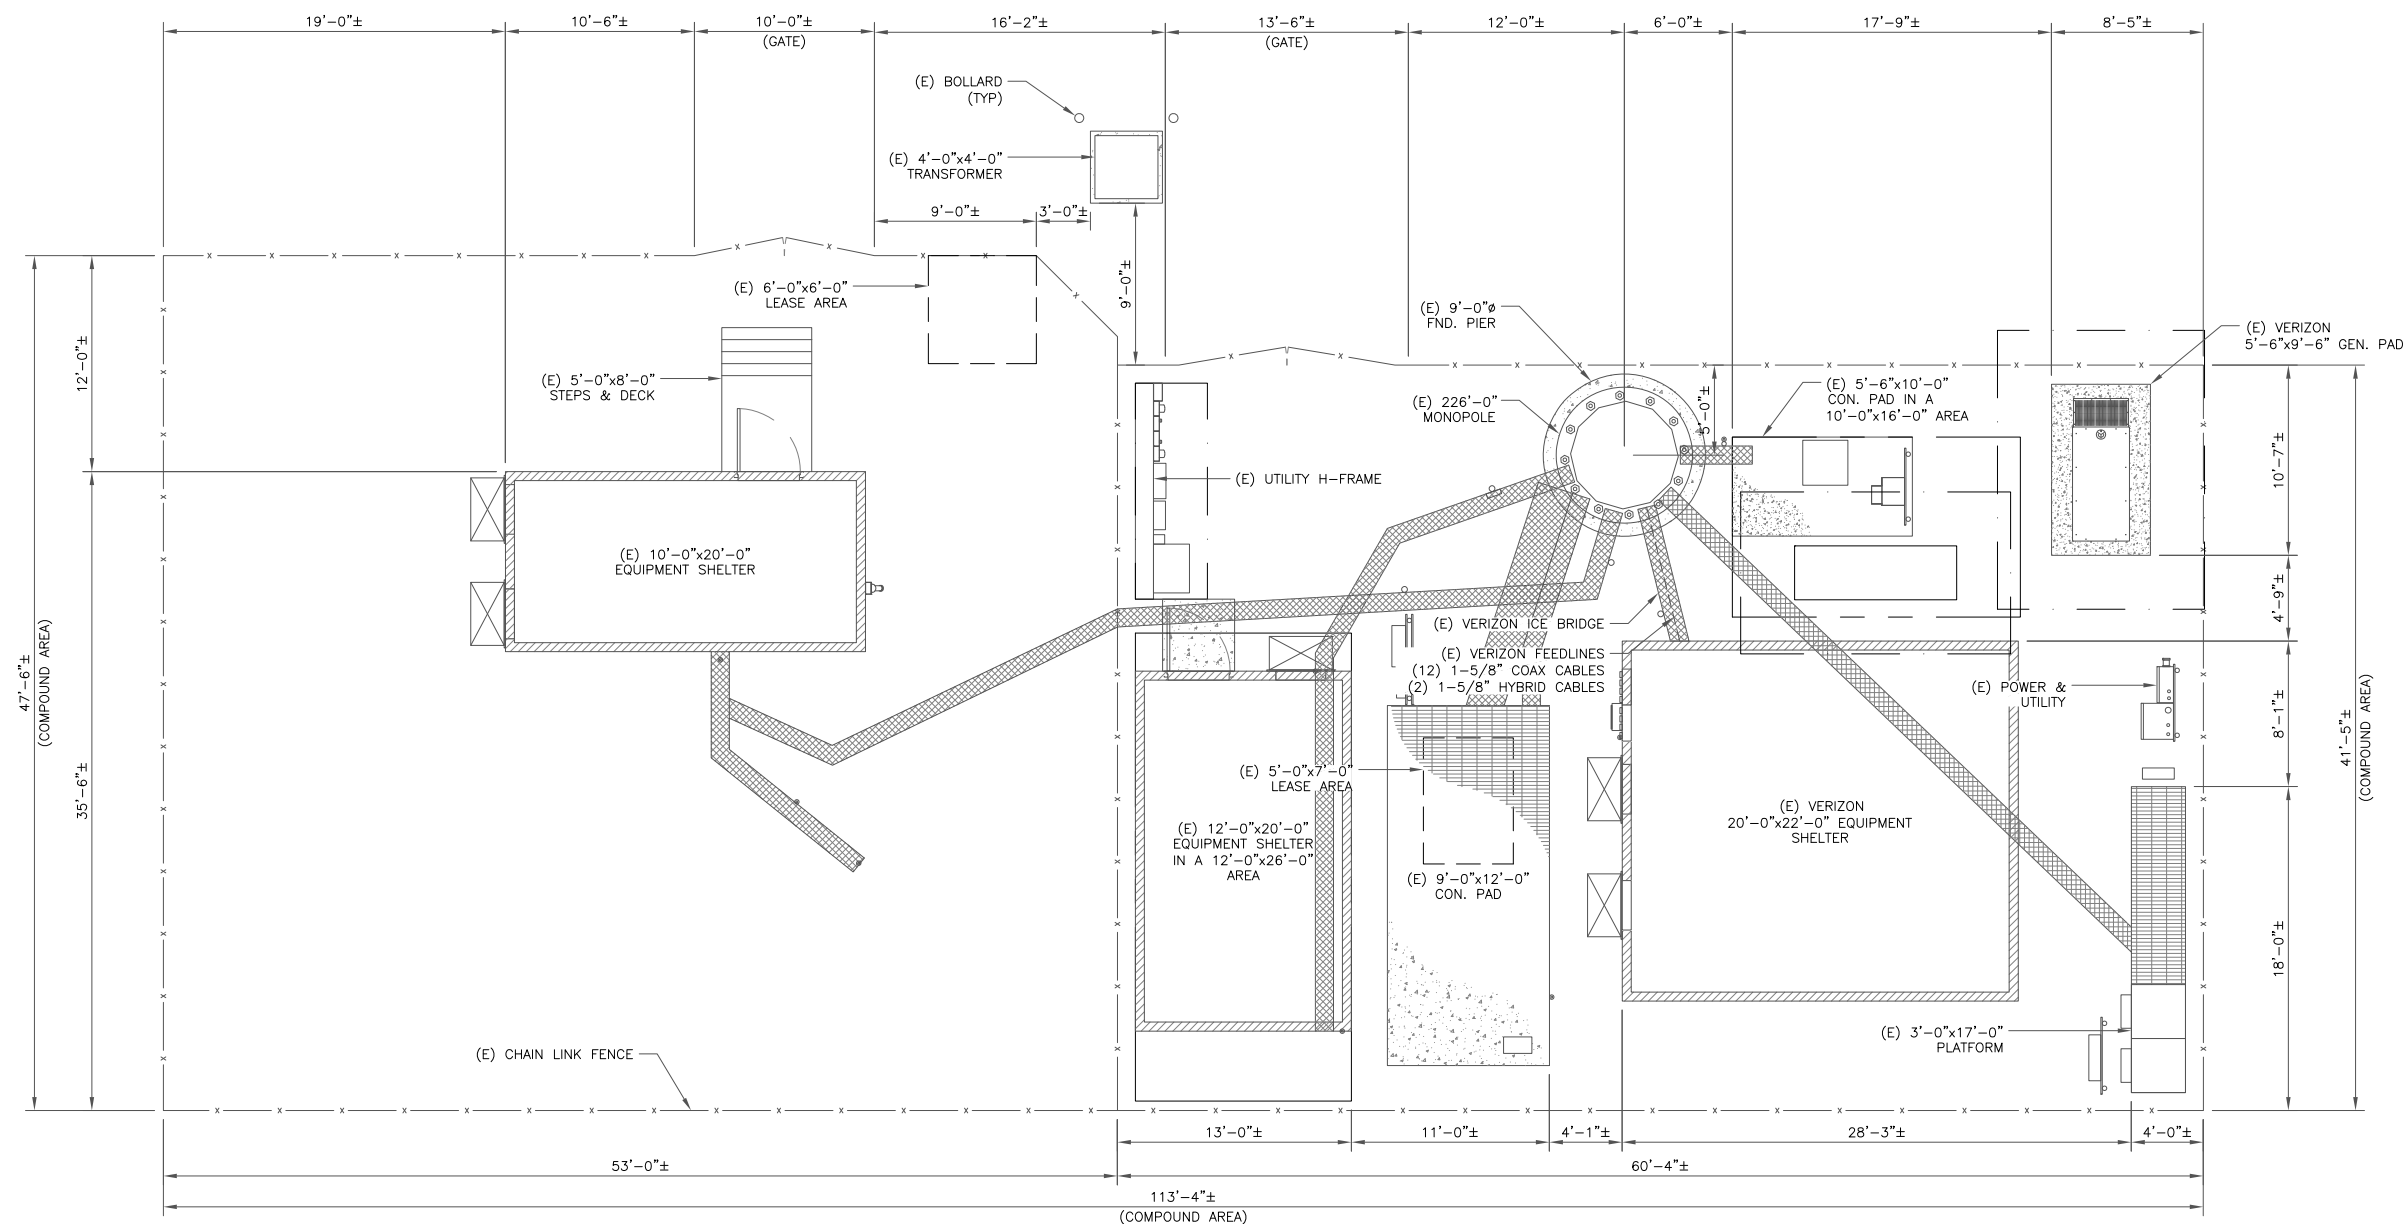 19'-0"±
10'-6"±
10'-0"±
(GATE)
16'-2"±
13'-6"±
(GATE)
12'-0"±
6'-0"±
17'-9"±
8'-5"±
(E) BOLLARD
(TYP)
(E) 4'-0"x4'-0"
TRANSFORMER
9'-0"±
3'-0"±
9'-0"±
(E) 6'-0"x6'-0"
LEASE AREA
(E) 9'-0"ø
FND. PIER
(E) VERIZON
5'-6"x9'-6" GEN. PAD
(E) 5'-0"x8'-0"
STEPS & DECK
(E) 226'-0"
MONOPOLE
5'-0"±
(E) 5'-6"x10'-0"
CON. PAD IN A
10'-0"x16'-0" AREA
12'-0"±
10'-7"±
(E) UTILITY H-FRAME
(E) 10'-0"x20'-0"
EQUIPMENT SHELTER
4'-9"±
(E) VERIZON ICE BRIDGE
(E) VERIZON FEEDLINES
(12) 1-5/8" COAX CABLES
(2) 1-5/8" HYBRID CABLES
47'-6"±
(COMPOUND AREA)
(E) POWER &
UTILITY
8'-1"±
41'-5"±
(COMPOUND AREA)
35'-6"±
(E) 5'-0"x7'-0"
LEASE AREA
(E) 12'-0"x20'-0"
EQUIPMENT SHELTER
IN A 12'-0"x26'-0"
AREA
(E) VERIZON
20'-0"x22'-0" EQUIPMENT
SHELTER
(E) 9'-0"x12'-0"
CON. PAD
18'-0"±
(E) 3'-0"x17'-0"
PLATFORM
(E) CHAIN LINK FENCE
13'-0"±
11'-0"±
4'-1"±
28'-3"±
4'-0"±
53'-0"±
60'-4"±
113'-4"±
(COMPOUND AREA)